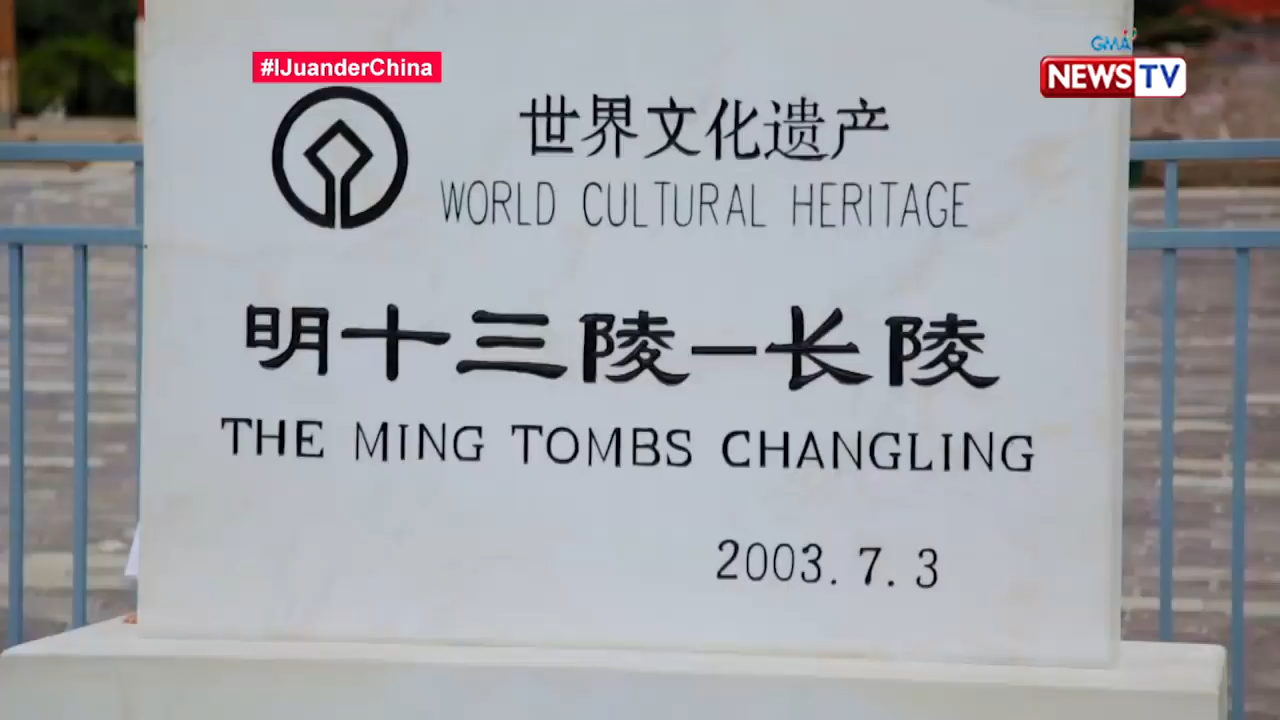 #IJuanderChina
GMA
NEWS TV
世界文化遗产
WORLD CULTURAL HERITAGE
明十三陵－长陵
THE MING TOMBS CHANGLING
2003.7.3